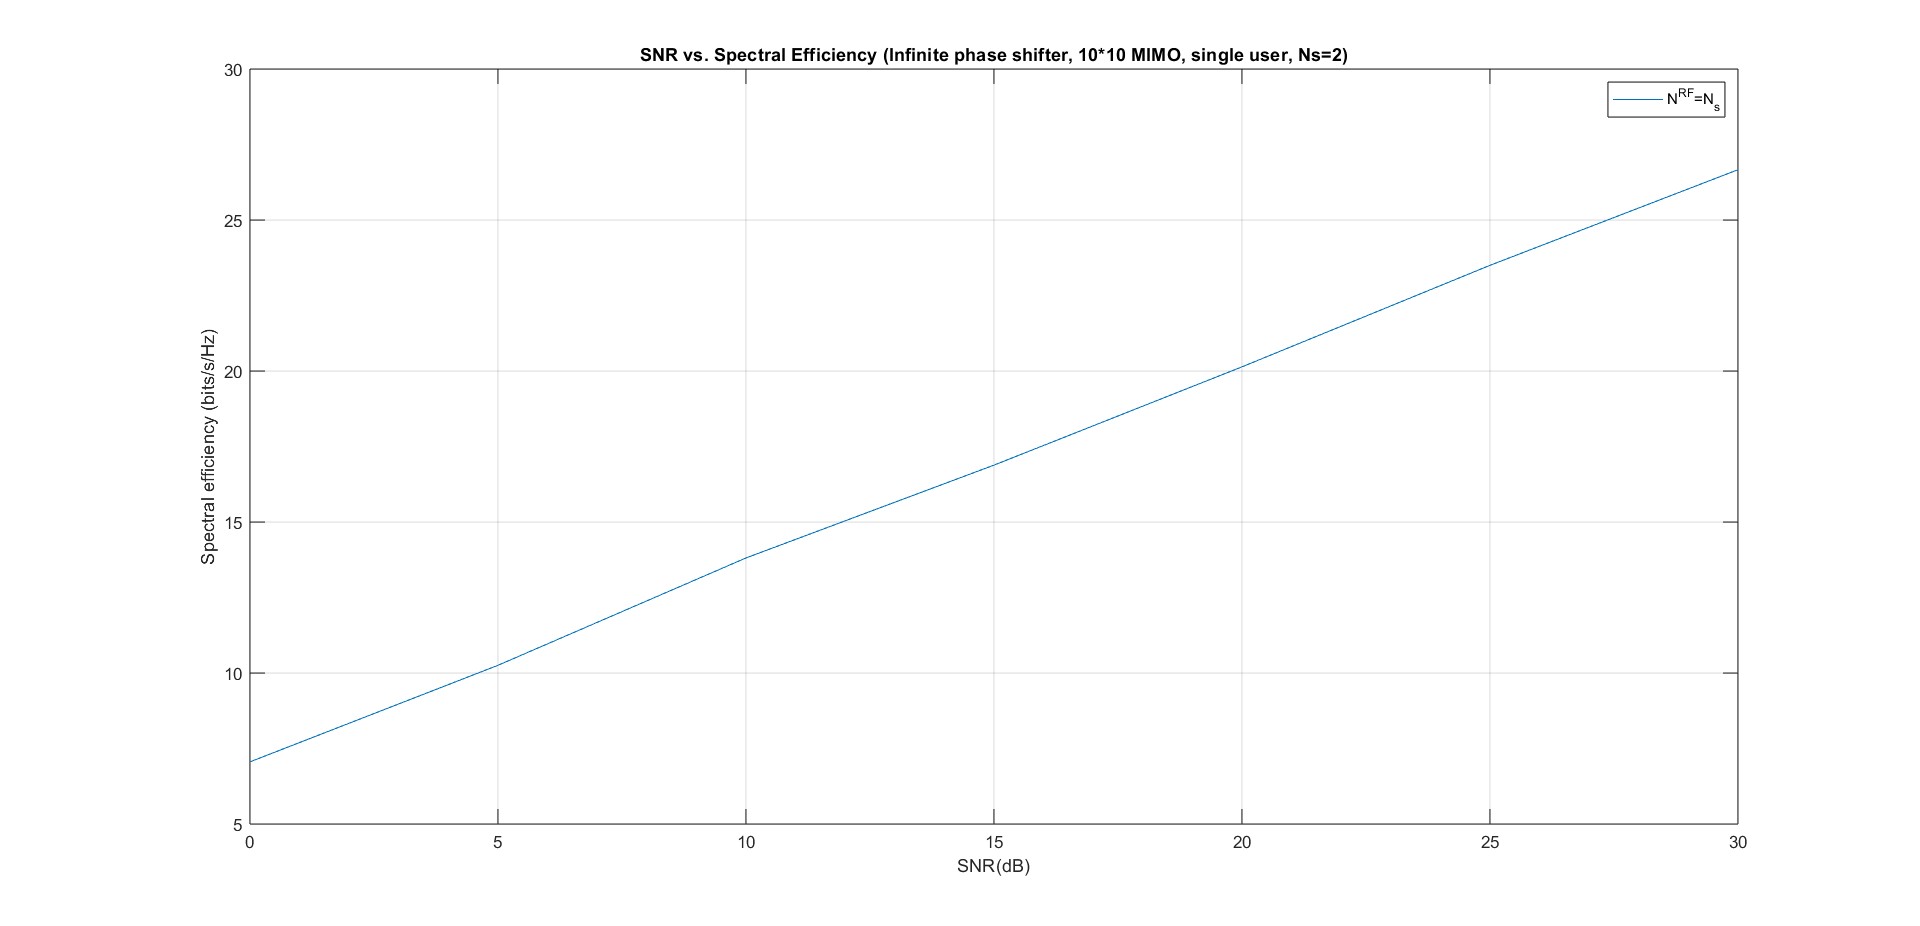 SNR vs. Spectral Efficiency (Infinite phase shifter, 10*10 MIMO, single user, Ns=2)
N^RF=N_s
30
25
20
15
10
5
Spectral efficiency (bits/s/Hz)
0 5 10 15 20 25 30
SNR(dB)